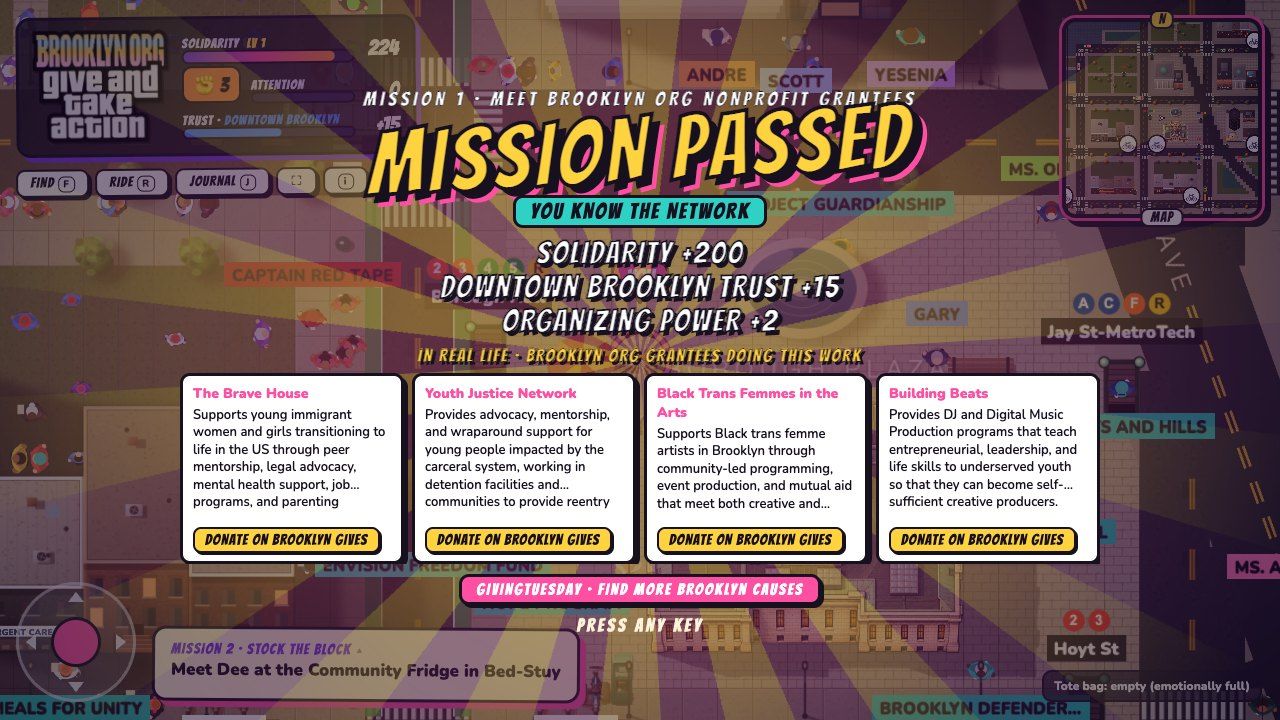 BROOKLYN ORG
give and
take
action
SOLIDARITY LV 1
224
3 ATTENTION
0
TRUST · DOWNTOWN BROOKLYN
+15
FIND F
RIDE R
JOURNAL J
i
N
MAP
ANDRE
SCOTT
YESENIA
MISSION 1 · MEET BROOKLYN ORG NONPROFIT GRANTEES
MISSION PASSED
YOU KNOW THE NETWORK
SOLIDARITY +200
DOWNTOWN BROOKLYN TRUST +15
ORGANIZING POWER +2
CAPTAIN RED TAPE
2 3 4 5 R
GUARDIANSHIP
GARY
A C F R
Jay St-MetroTech
AVE
IN REAL LIFE · BROOKLYN ORG GRANTEES DOING THIS WORK
The Brave House
Supports young immigrant
women and girls transitioning to
life in the US through peer
mentorship, legal advocacy,
mental health support, job...
programs, and parenting
DONATE ON BROOKLYN GIVES
Youth Justice Network
Provides advocacy, mentorship,
and wraparound support for
young people impacted by the
carceral system, working in
detention facilities and...
communities to provide reentry
DONATE ON BROOKLYN GIVES
Black Trans Femmes in the
Arts
Supports Black trans femme
artists in Brooklyn through
community-led programming,
event production, and mutual aid
that meet both creative and...
DONATE ON BROOKLYN GIVES
Building Beats
Provides DJ and Digital Music
Production programs that teach
entrepreneurial, leadership, and
life skills to underserved youth
so that they can become self-...
sufficient creative producers.
DONATE ON BROOKLYN GIVES
AND HILLS
ENVISION FREEDOM FUND
MS. A
GIVINGTUESDAY · FIND MORE BROOKLYN CAUSES
PRESS ANY KEY
GENT CARE
MISSION 2 · STOCK THE BLOCK
Meet Dee at the Community Fridge in Bed-Stuy
2 3
Hoyt St
Tote bag: empty (emotionally full)
MEALS FOR UNITY
BROOKLYN DEFENDER...